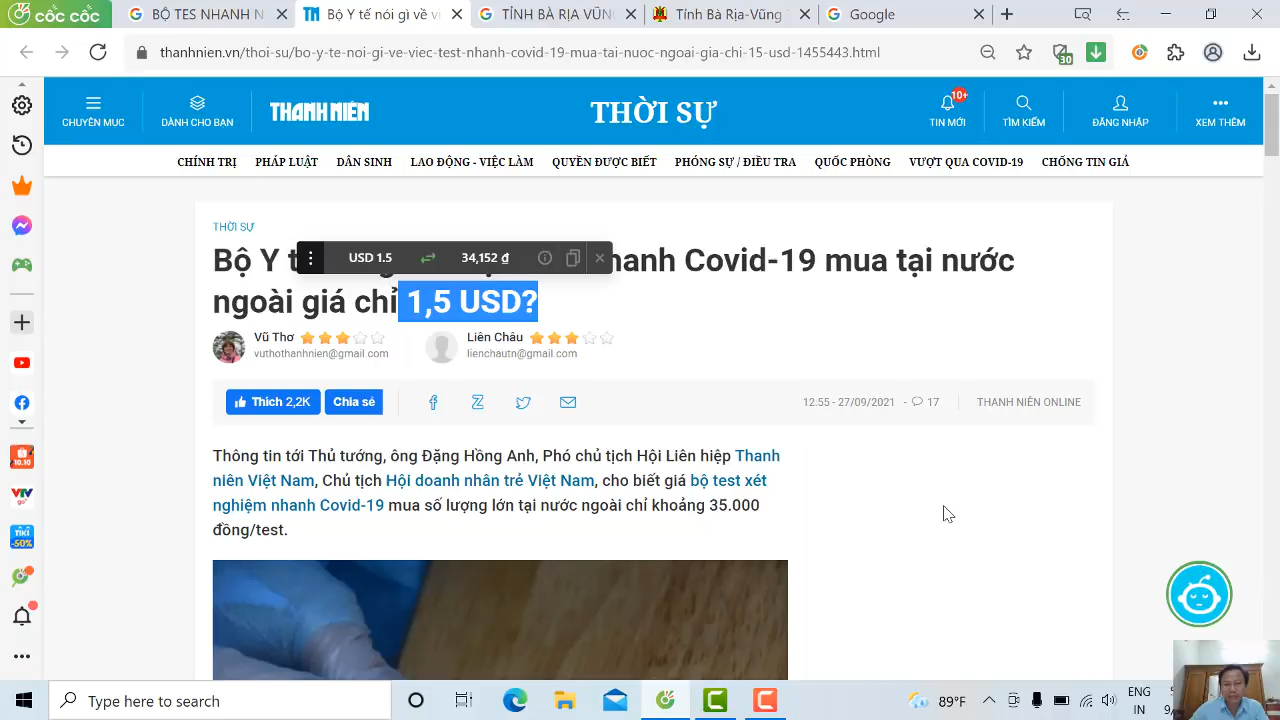 cốc cốc
BỘ TES NHANH N
Bộ Y tế nói gì về v
TỈNH BÀ RỊA VŨNG
Tỉnh Bà Rịa-Vũng
Google
thanhnien.vn/thoi-su/bo-y-te-noi-gi-ve-viec-test-nhanh-covid-19-mua-tai-nuoc-ngoai-gia-chi-15-usd-1455443.html
30
CHUYÊN MỤC
DÀNH CHO BẠN
THANH NIÊN
THỜI SỰ
10+
TIN MỚI
TÌM KIẾM
ĐĂNG NHẬP
XEM THÊM
CHÍNH TRỊ PHÁP LUẬT DÂN SINH LAO ĐỘNG - VIỆC LÀM QUYỀN ĐƯỢC BIẾT PHÓNG SỰ / ĐIỀU TRA QUỐC PHÒNG VƯỢT QUA COVID-19 CHỐNG TIN GIẢ
THỜI SỰ
USD 1.5 34,152 ₫
Bộ Y hanh Covid-19 mua tại nước
ngoài giá chỉ 1,5 USD?
Vũ Thơ
vuthothanhnien@gmail.com
Liên Châu
lienchautn@gmail.com
Thích 2,2K
Chia sẻ
12:55 - 27/09/2021 - 17 THANH NIÊN ONLINE
Thông tin tới Thủ tướng, ông Đặng Hồng Anh, Phó chủ tịch Hội Liên hiệp Thanh
niên Việt Nam, Chủ tịch Hội doanh nhân trẻ Việt Nam, cho biết giá bộ test xét
nghiệm nhanh Covid-19 mua số lượng lớn tại nước ngoài chỉ khoảng 35.000
đồng/test.
10.10
VTV
go
TIKI
-50%
Type here to search
89°F
ENG
IN